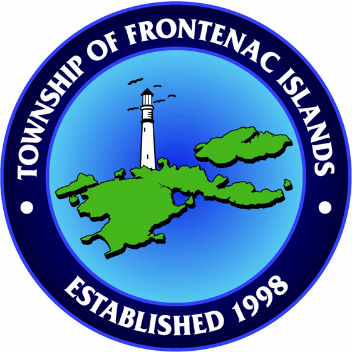 TOWNSHIP OF FRONTENAC ISLANDS
ESTABLISHED 1998